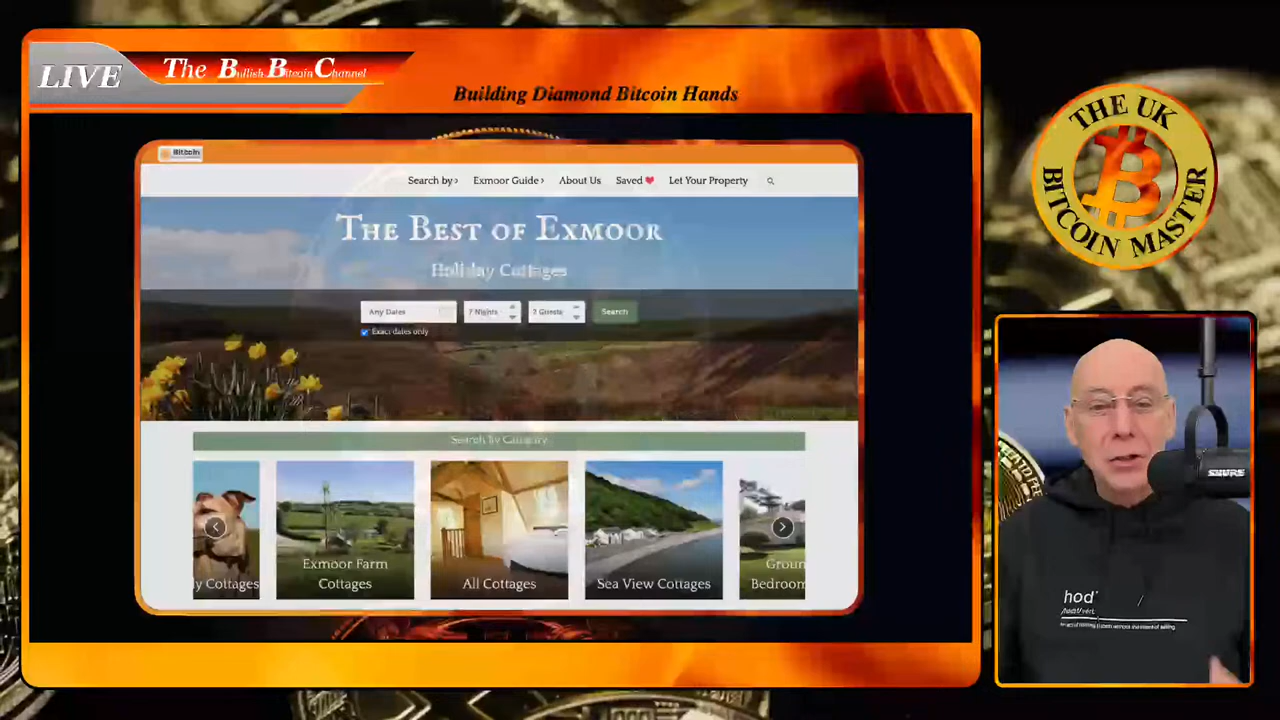 LIVE
The Bullish Bitcoin Channel
Building Diamond Bitcoin Hands
Bitcoin
Search by ›
Exmoor Guide ›
About Us
Saved
Let Your Property
THE BEST OF EXMOOR
Holiday Cottages
Any Dates
7 Nights
? Guests
Search
Exact dates only
Search by Category
y Cottages
Exmoor Farm
Cottages
All Cottages
Sea View Cottages
Groun
Bedroom
THE UK
BITCOIN MASTER
SHURE
hod